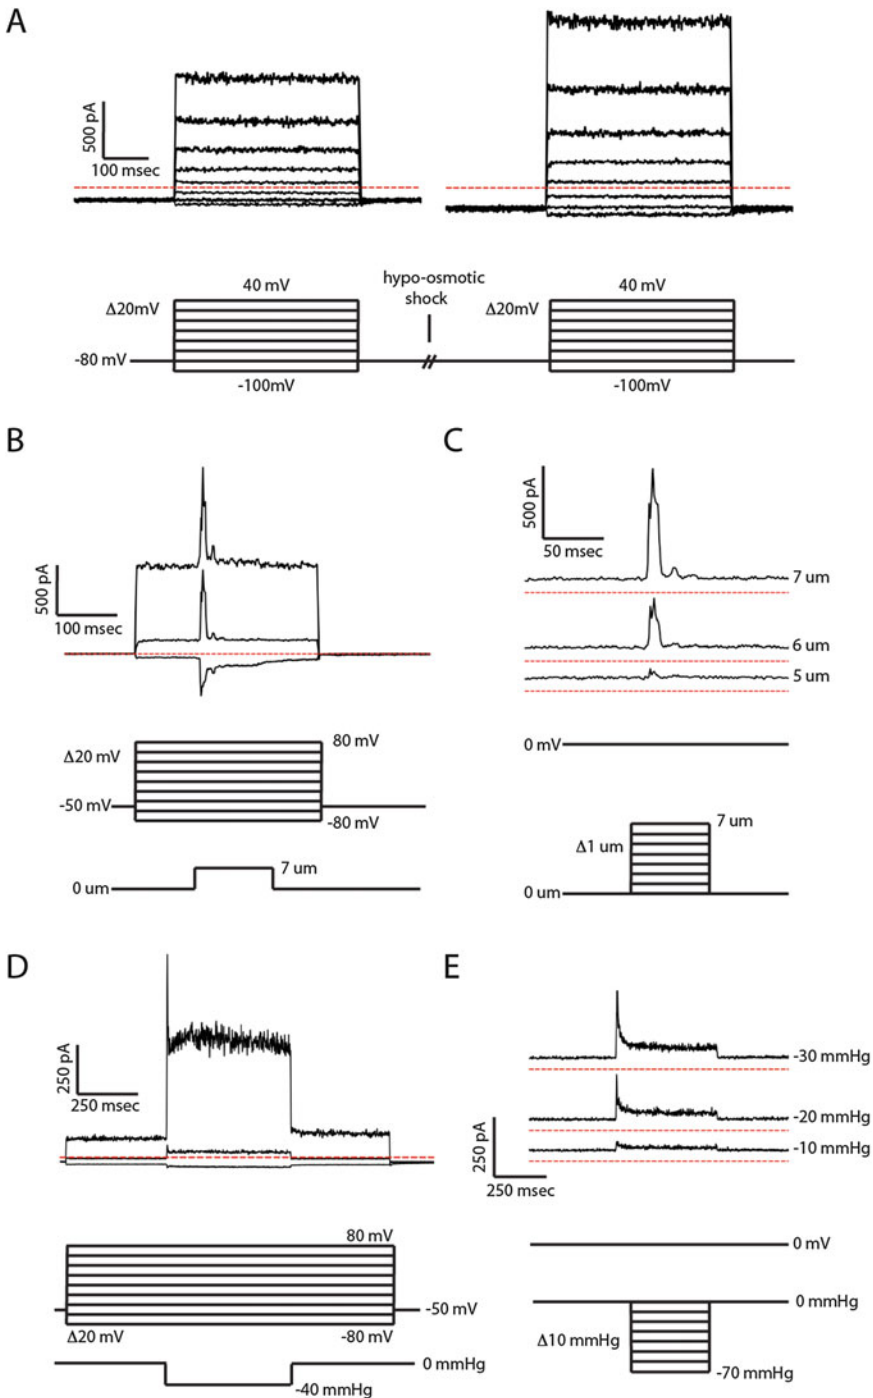 A
500 pA
100 msec
hypo-osmotic
shock
40 mV
40 mV
Δ20mV
Δ20mV
-80 mV
-100mV
-100mV
B
C
500 pA
50 msec
7 um
500 pA
100 msec
6 um
5 um
0 mV
80 mV
Δ20 mV
-50 mV
-80 mV
7 um
Δ1 um
7 um
0 um
0 um
D
E
250 pA
250 msec
-30 mmHg
-20 mmHg
-10 mmHg
250 pA
250 msec
80 mV
0 mV
-50 mV
0 mmHg
Δ20 mV
-80 mV
Δ10 mmHg
0 mmHg
-70 mmHg
-40 mmHg